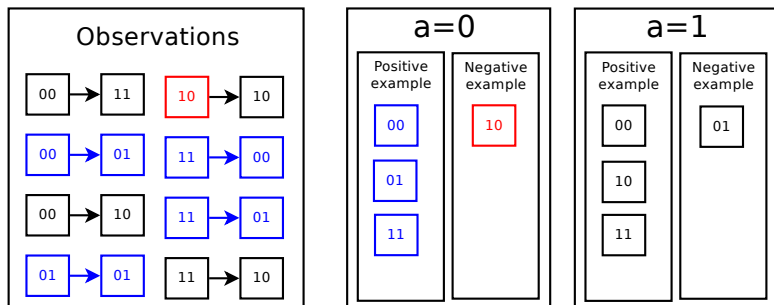 Observations
00 11 10 10
00 01 11 00
00 10 11 01
01 01 11 10
a=0
Positive example
Negative example
00 10
01
11
a=1
Positive example
Negative example
00 01
10
11